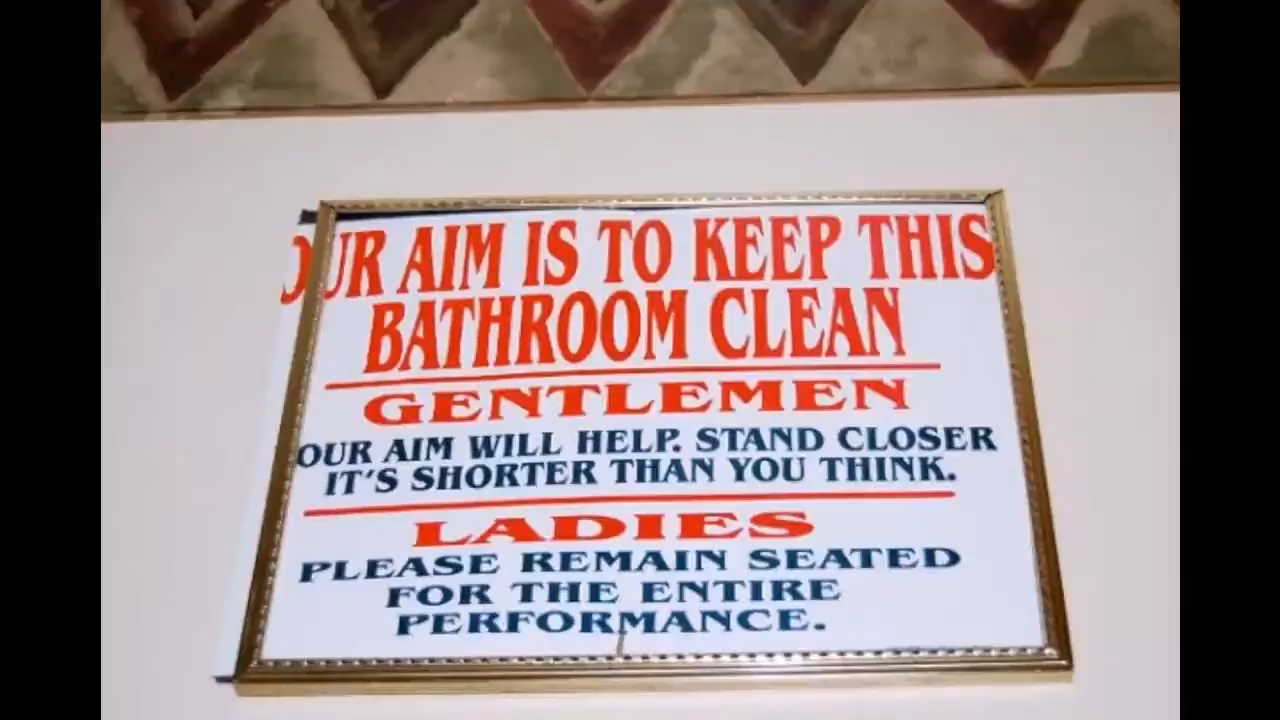 OUR AIM IS TO KEEP THIS
BATHROOM CLEAN
GENTLEMEN
OUR AIM WILL HELP. STAND CLOSER
IT'S SHORTER THAN YOU THINK.
LADIES
PLEASE REMAIN SEATED
FOR THE ENTIRE
PERFORMANCE.